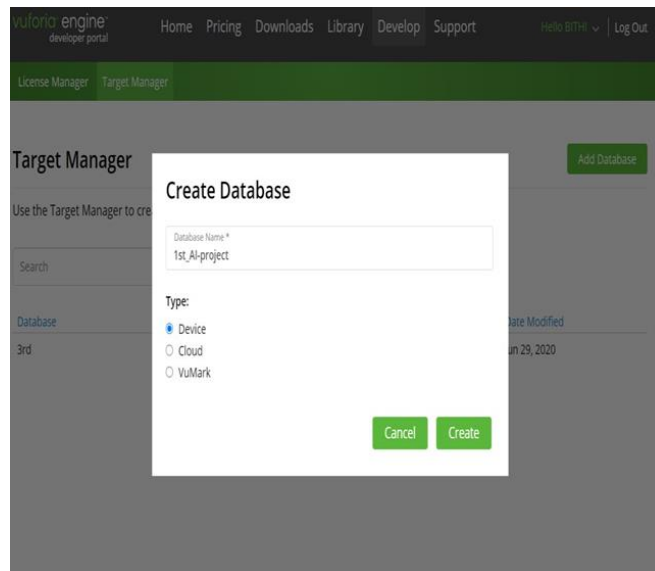 vuforia engine
developer portal
Home Pricing Downloads Library Develop Support
Hello BITHI
Log Out
License Manager Target Manager
Target Manager
Add Database
Use the Target Manager to cre
Search
Database
Date Modified
3rd
un 29, 2020
Create Database
Database Name *
1st_AI-project
Type:
Device
Cloud
VuMark
Cancel Create